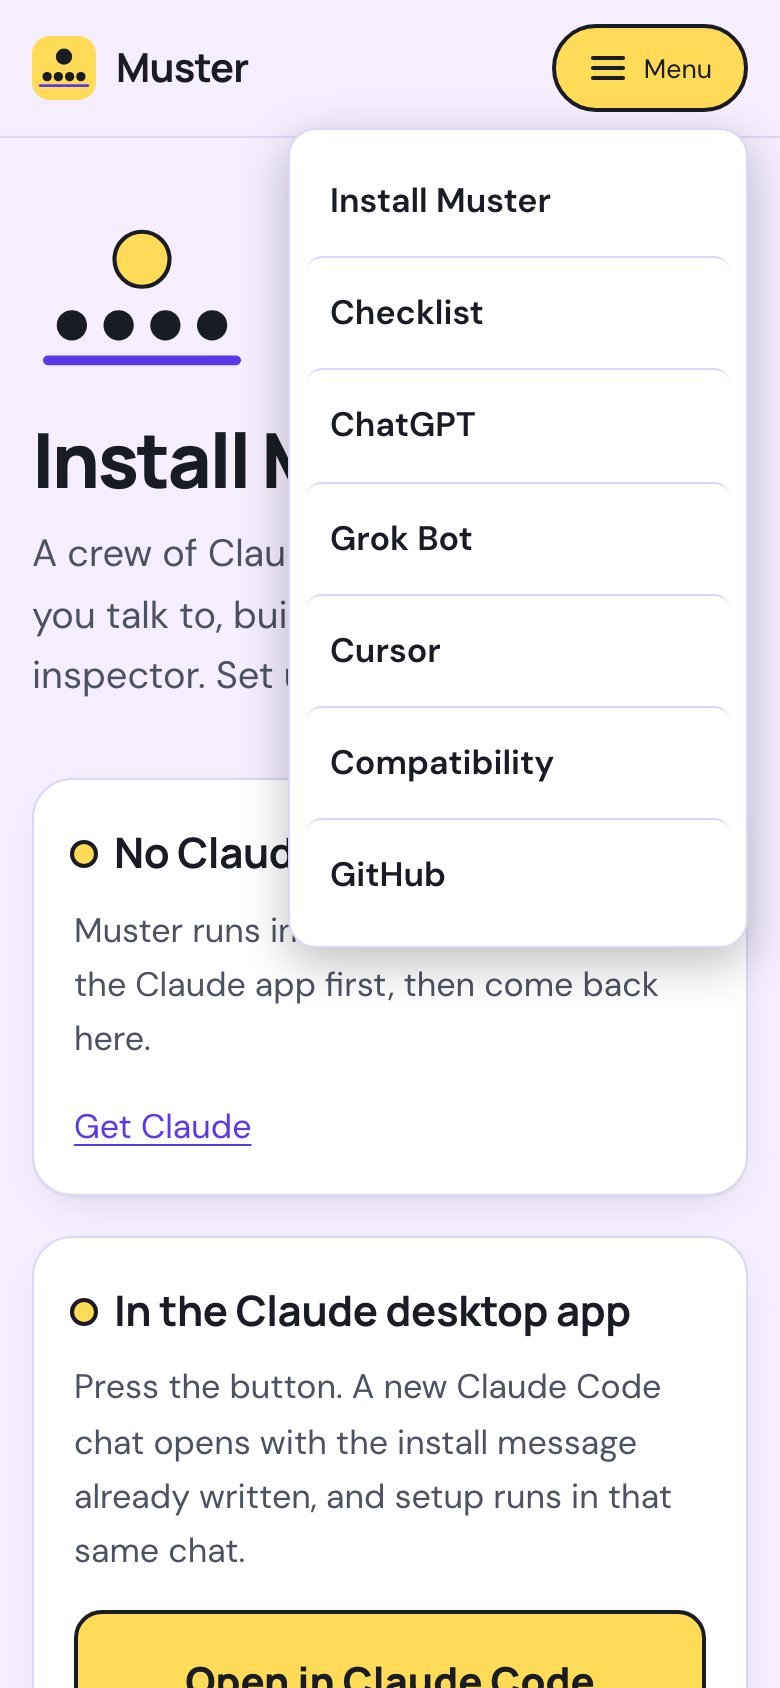 Muster
Menu
Install Muster
Checklist
ChatGPT
Grok Bot
Cursor
Compatibility
GitHub
Install
A crew of Clau
you talk to, bui
inspector. Set
No Claud
Muster runs in
the Claude app first, then come back
here.
Get Claude
In the Claude desktop app
Press the button. A new Claude Code
chat opens with the install message
already written, and setup runs in that
same chat.
Open in Claude Code